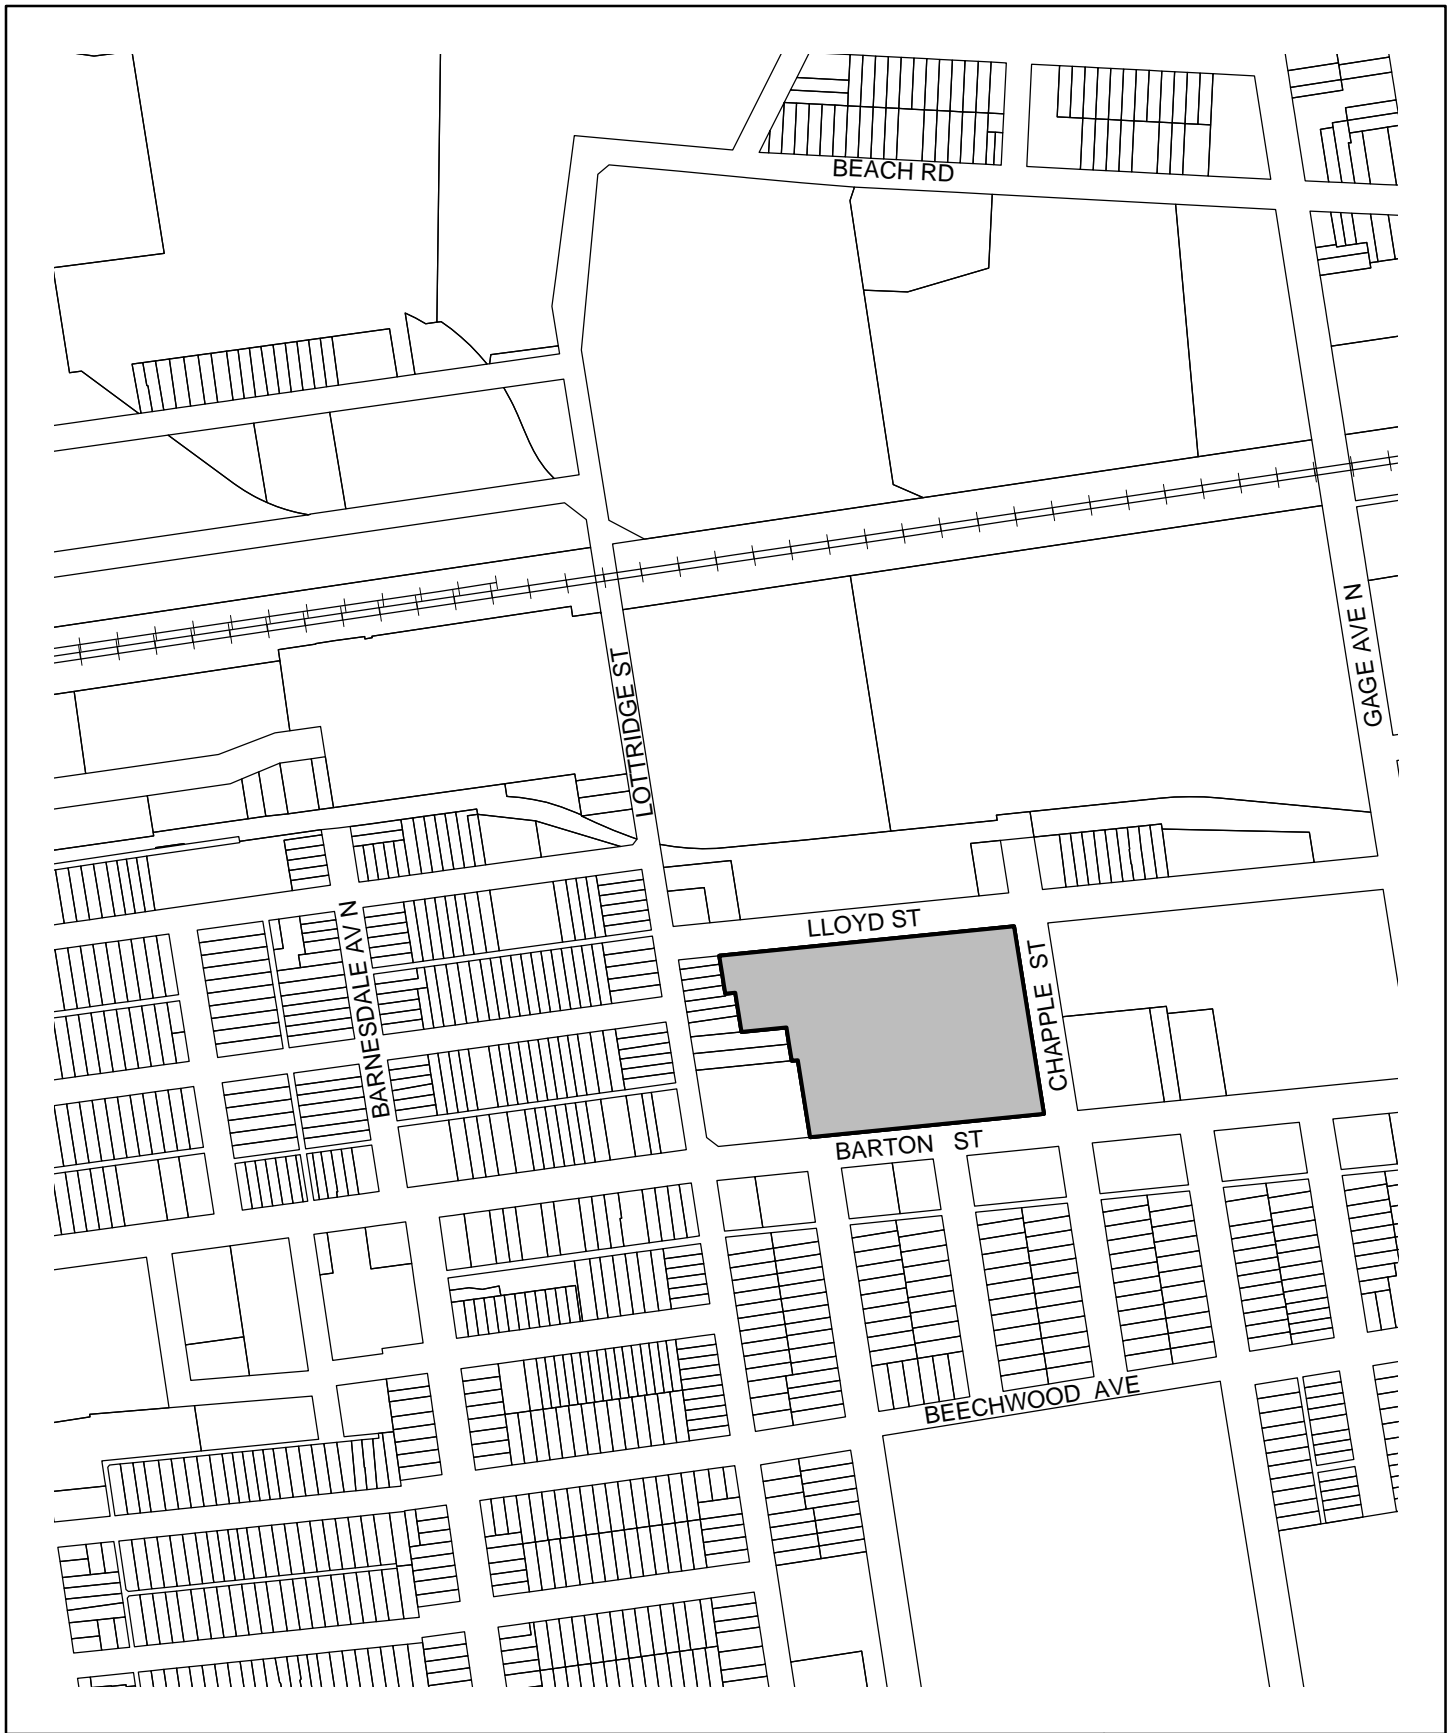 BEACH RD
GAGE AVE N
LOTTRIDGE ST
LLOYD ST
BARNESDALE AV N
CHAPPLE ST
BARTON ST
BEECHWOOD AVE